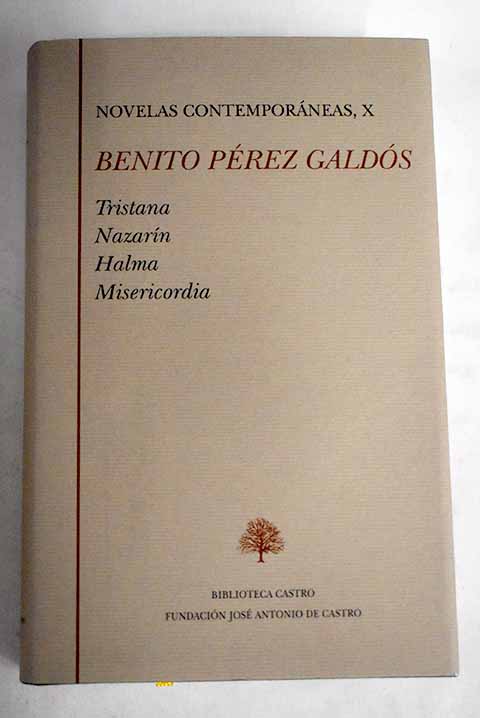 NOVELAS CONTEMPORÁNEAS, X
BENITO PÉREZ GALDÓS
Tristana
Nazarín
Halma
Misericordia
BIBLIOTECA CASTRO
FUNDACIÓN JOSÉ ANTONIO DE CASTRO